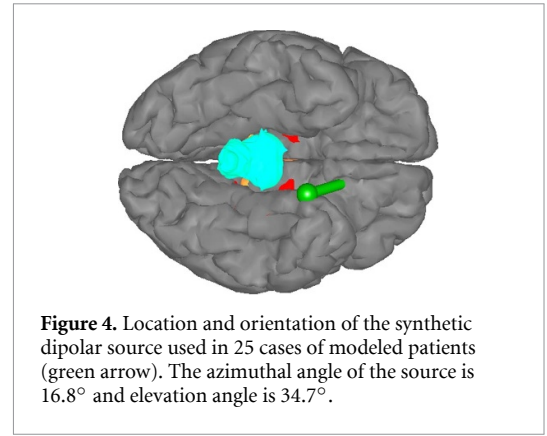 Figure 4. Location and orientation of the synthetic
dipolar source used in 25 cases of modeled patients
(green arrow). The azimuthal angle of the source is
16.8° and elevation angle is 34.7°.